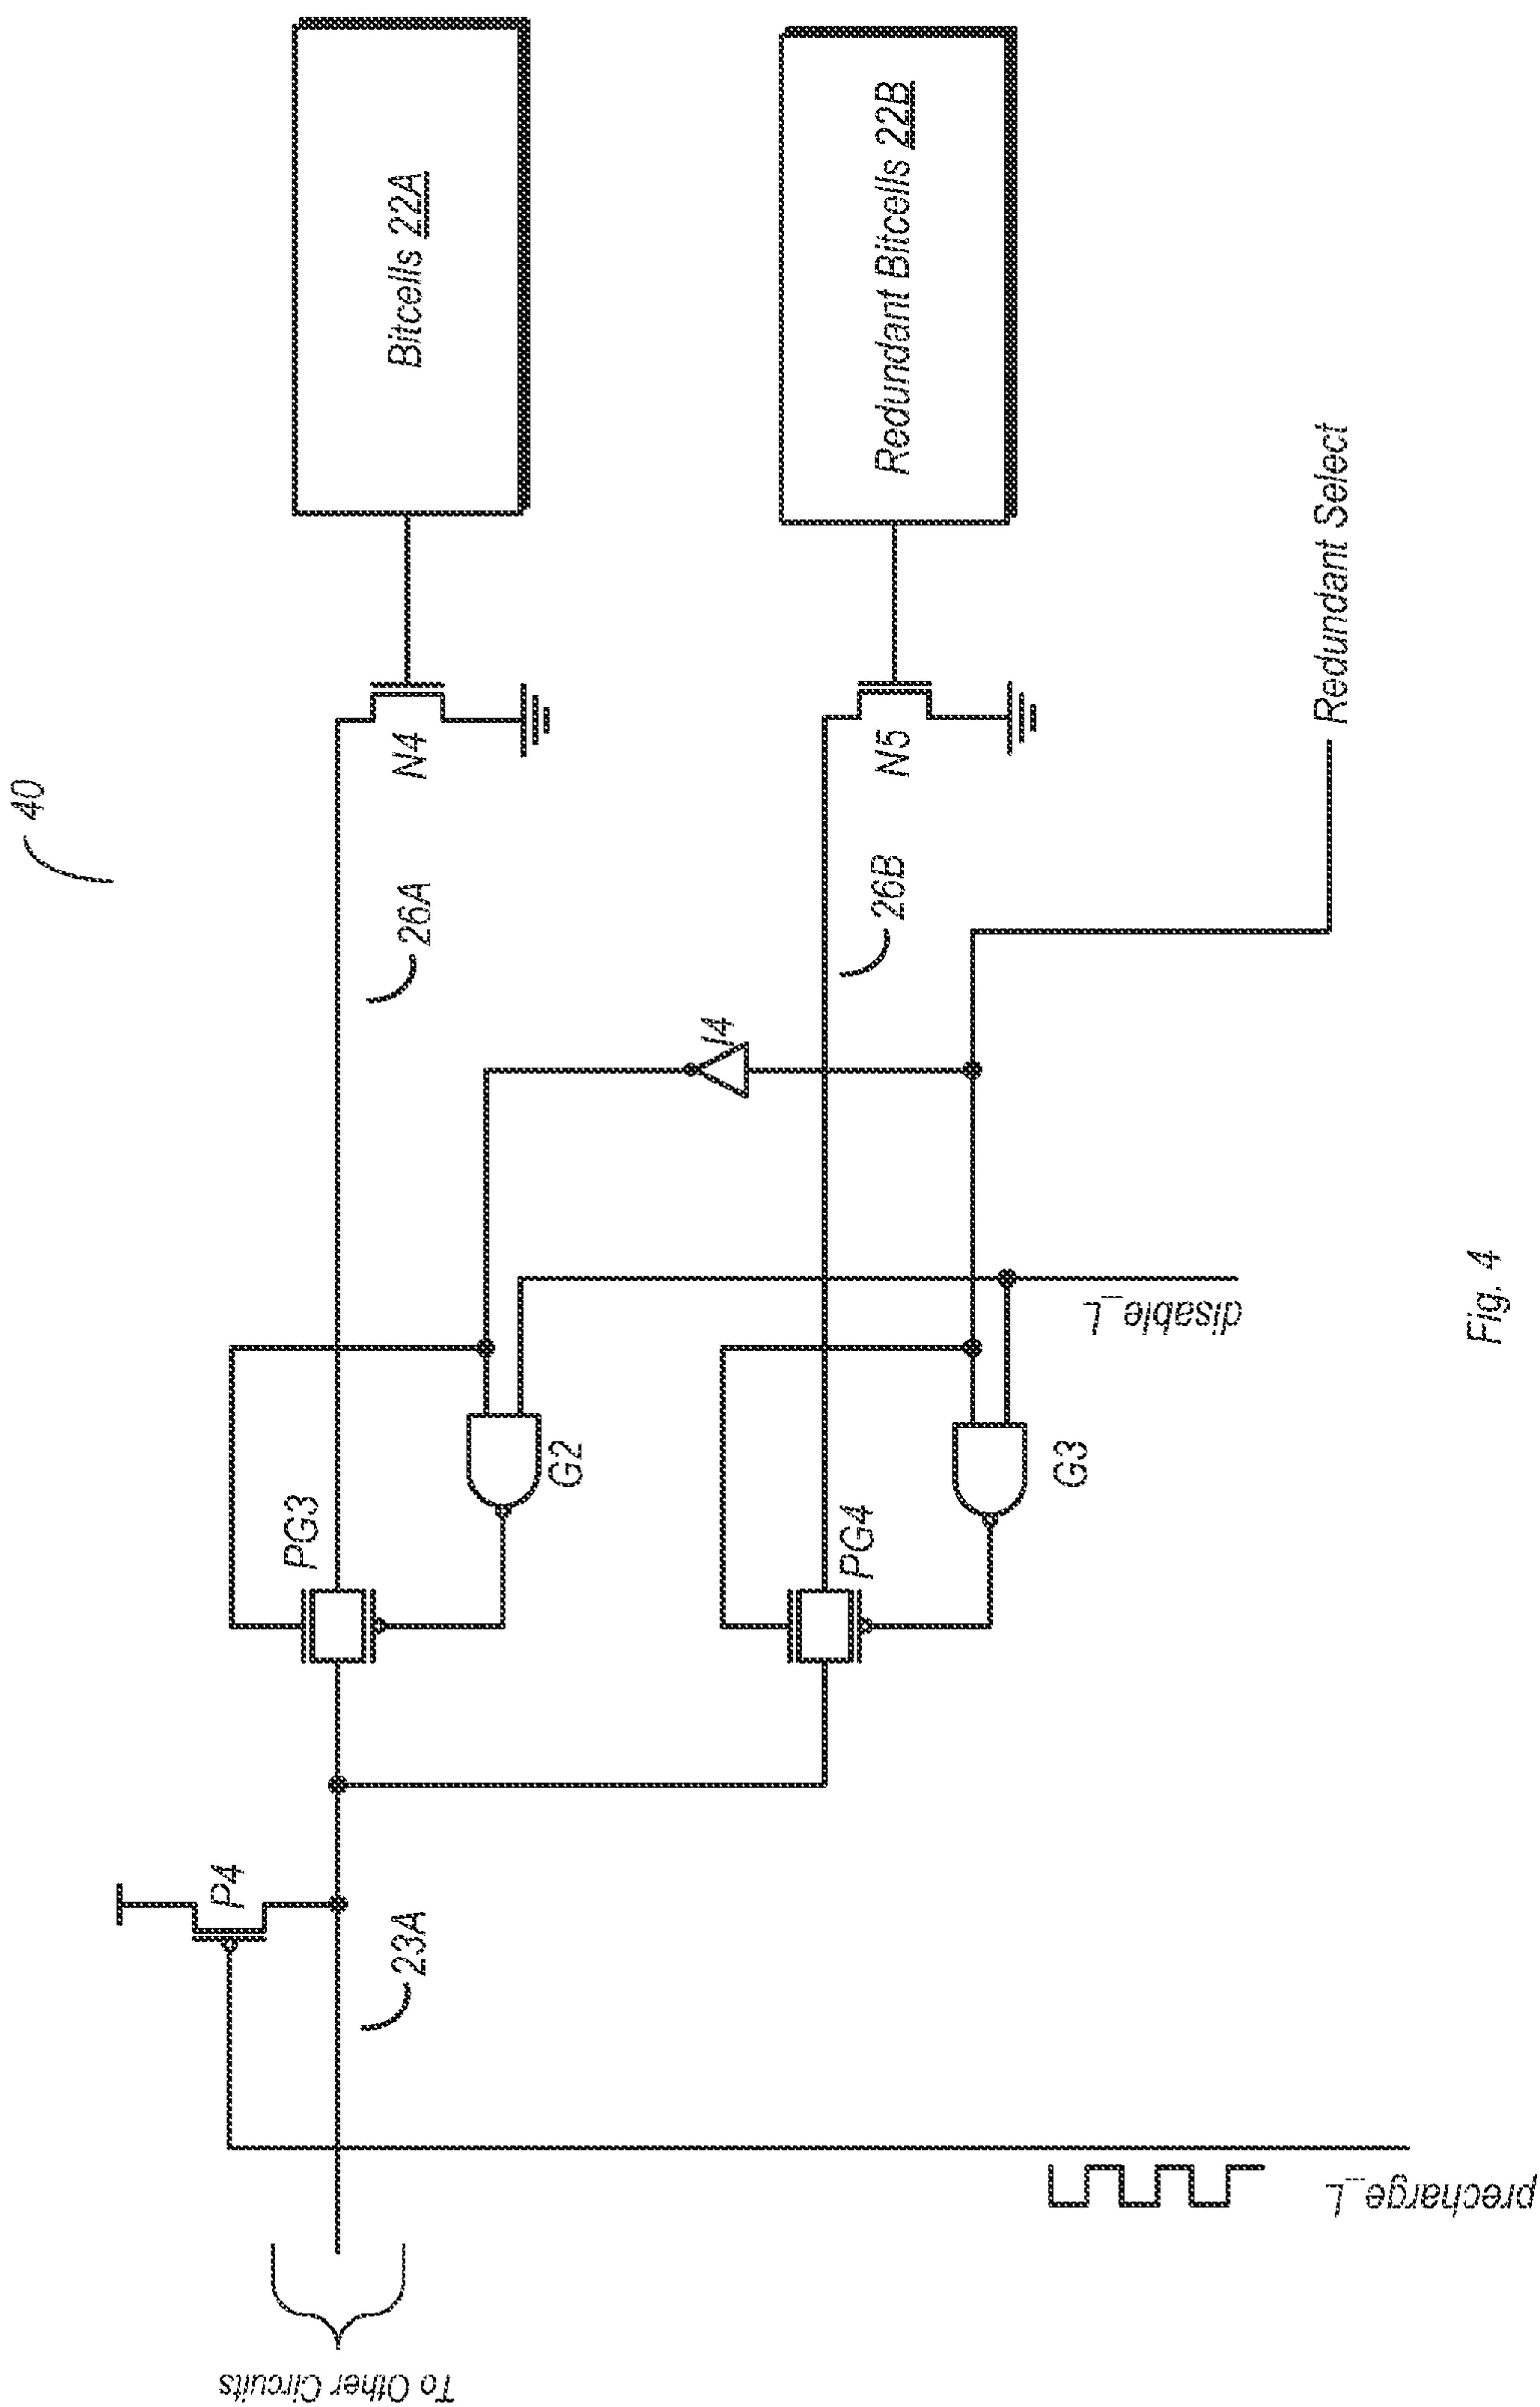 40
Bitcells 22A
26A
N4
PG3
G2
P4
23A
I4
Redundant Bitcells 22B
26B
N5
PG4
G3
disable_L
Redundant Select
precharge_L
To Other Circuits
Fig. 4